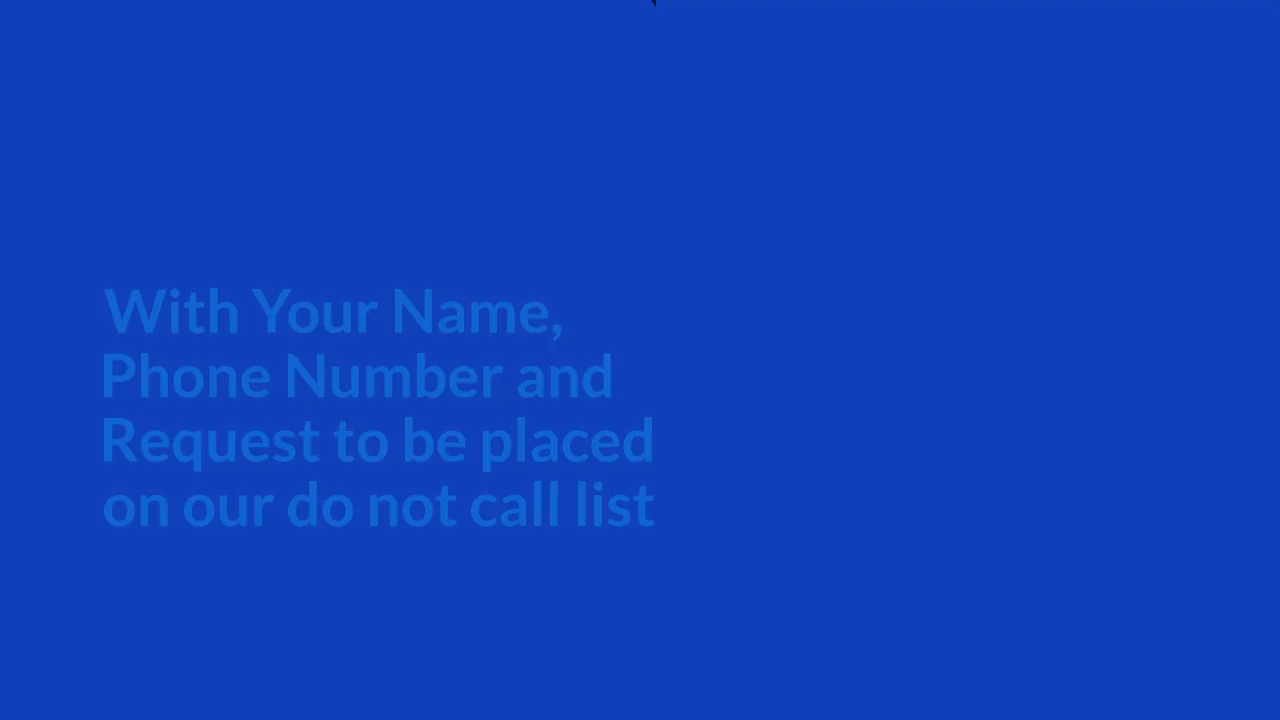 With Your Name,
Phone Number and
Request to be placed
on our do not call list